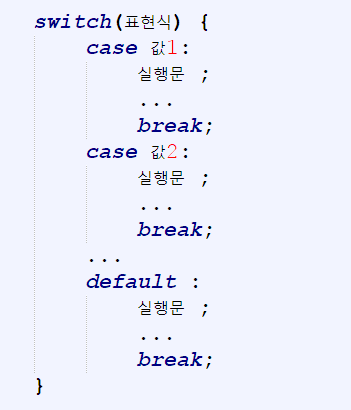 switch(표현식) {
case 값1:
실행문 ;
...
break;
case 값2:
실행문 ;
...
break;
...
default :
실행문 ;
...
break;
}